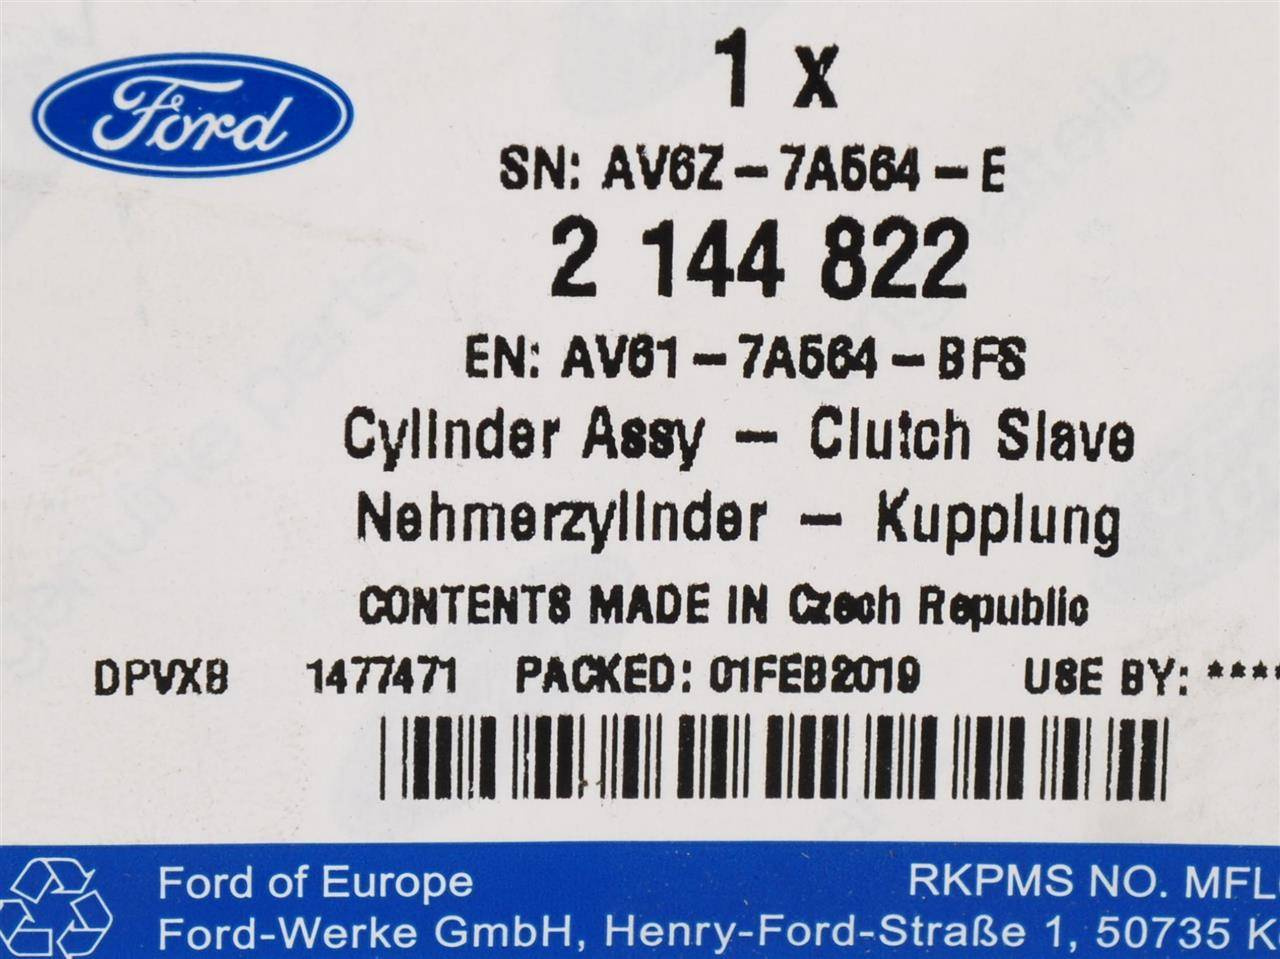 Ford
1 x
SN: AV6Z-7A564-E
2 144 822
EN: AV61-7A564-BFS
Cylinder Assy - Clutch Slave
Nehmerzylinder - Kupplung
CONTENTS MADE IN Czech Republic
DPVXB 1477471 PACKED: 01FEB2019 USE BY: ****
Ford of Europe RKPMS NO. MFL
Ford-Werke GmbH, Henry-Ford-Straße 1, 50735 K